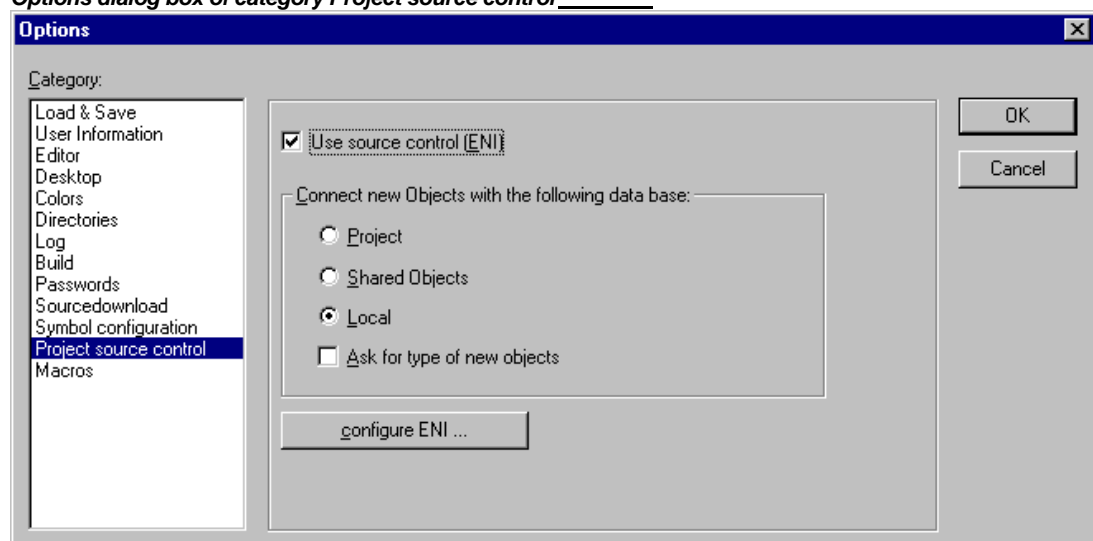 Options dialog box of category Project source control
Options
Category:
Load & Save
User Information
Editor
Desktop
Colors
Directories
Log
Build
Passwords
Sourcedownload
Symbol configuration
Project source control
Macros
Use source control (ENI)
Connect new Objects with the following data base:
Project
Shared Objects
Local
Ask for type of new objects
configure ENI ...
OK
Cancel